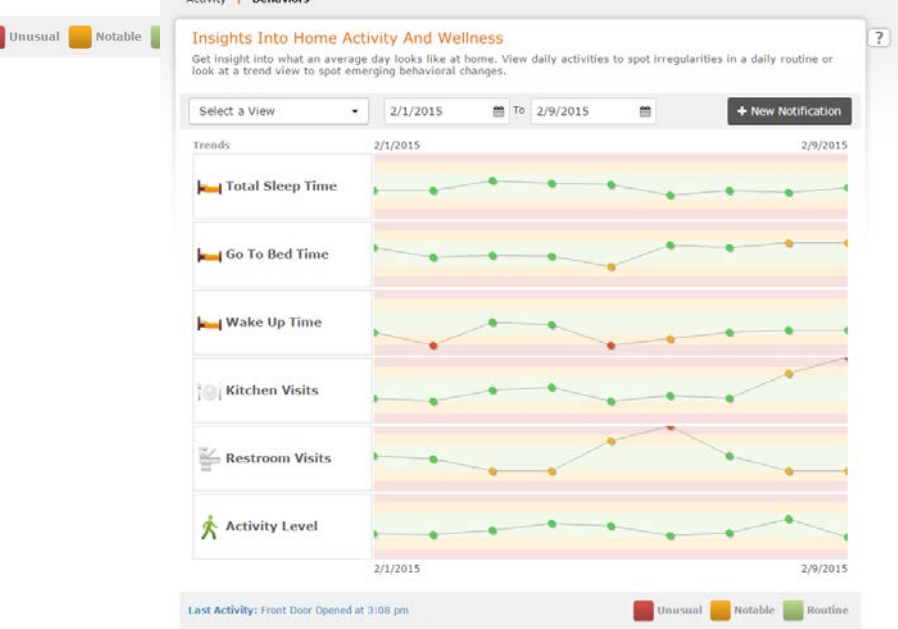 Activity | Behaviors
Unusual Notable
Insights Into Home Activity And Wellness
?
Get insight into what an average day looks like at home. View daily activities to spot irregularities in a daily routine or
look at a trend view to spot emerging behavioral changes.
Select a View 2/1/2015 To 2/9/2015 + New Notification
Trends 2/1/2015 2/9/2015
Total Sleep Time
Go To Bed Time
Wake Up Time
Kitchen Visits
Restroom Visits
Activity Level
2/1/2015 2/9/2015
Last Activity: Front Door Opened at 3:08 pm Unusual Notable Routine